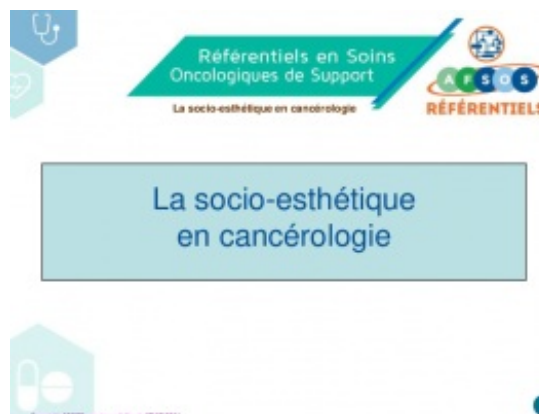 Référentiels en Soins
Oncologiques de Support
La socio-esthétique en cancérologie
AFSOS
RÉFÉRENTIELS
La socio-esthétique
en cancérologie